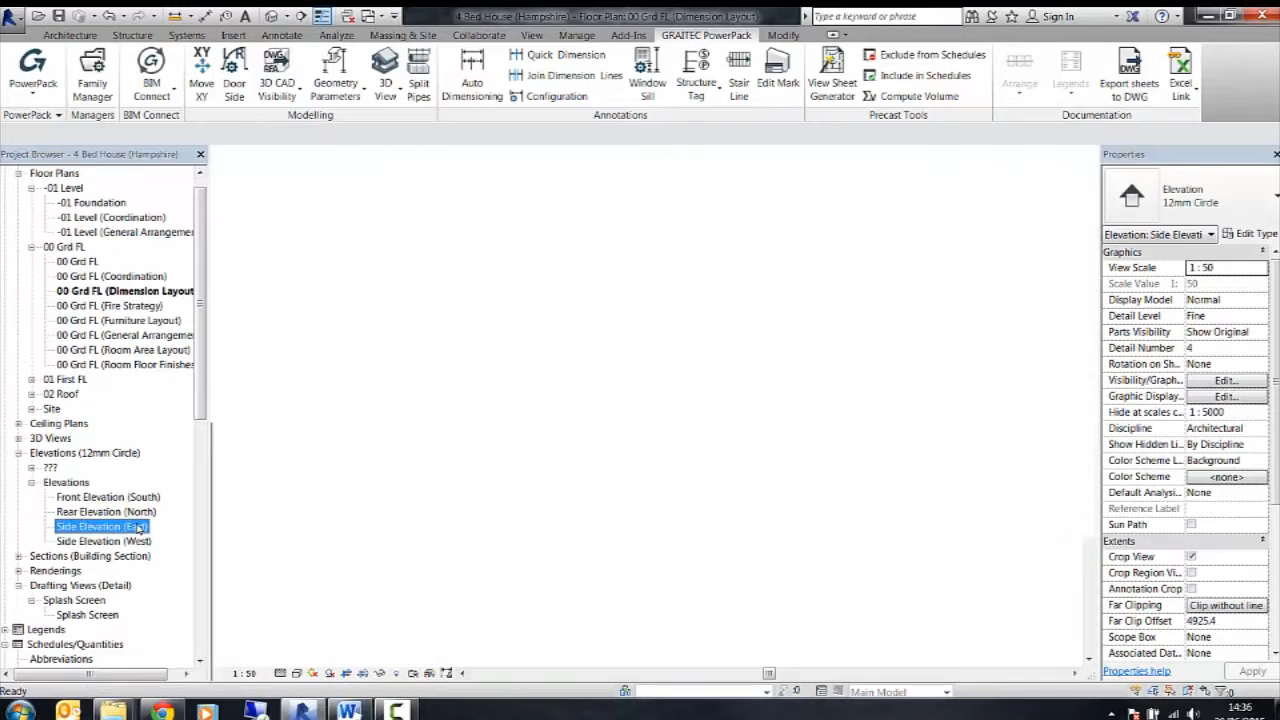 4 Bed House (Hampshire) - Floor Plan: 00 Grd FL (Dimension Layout)
Type a keyword or phrase
Sign In
Architecture Structure Systems Insert Annotate Analyze Massing & Site Collaborate View Manage Add-Ins GRAITEC PowerPack Modify
PowerPack
Family Manager
BIM Connect
Move XY
Door Side
3D CAD Visibility
Geometry Parameters
3D View
Split Pipes
Auto Dimensioning
Quick Dimension
Join Dimension Lines
Configuration
Window Sill
Structure Tag
Stair Line
Edit Mark
View Sheet Generator
Exclude from Schedules
Include in Schedules
Compute Volume
Arrange
Legends
Export sheets to DWG
Excel Link
PowerPack Managers BIM Connect Modelling Annotations Precast Tools Documentation
Project Browser - 4 Bed House (Hampshire)
Floor Plans
-01 Level
-01 Foundation
-01 Level (Coordination)
-01 Level (General Arrangeme
00 Grd FL
00 Grd FL
00 Grd FL (Coordination)
00 Grd FL (Dimension Layout
00 Grd FL (Fire Strategy)
00 Grd FL (Furniture Layout)
00 Grd FL (General Arrangeme
00 Grd FL (Room Area Layout)
00 Grd FL (Room Floor Finishes
01 First FL
02 Roof
Site
Ceiling Plans
3D Views
Elevations (12mm Circle)
???
Elevations
Front Elevation (South)
Rear Elevation (North)
Side Elevation (East)
Side Elevation (West)
Sections (Building Section)
Renderings
Drafting Views (Detail)
Splash Screen
Splash Screen
Legends
Schedules/Quantities
Abbreviations
Properties
Elevation
12mm Circle
Elevation: Side Elevati
Edit Type
Graphics
View Scale 1 : 50
Scale Value 1: 50
Display Model Normal
Detail Level Fine
Parts Visibility Show Original
Detail Number 4
Rotation on Sh... None
Visibility/Graph... Edit...
Graphic Display... Edit...
Hide at scales c... 1 : 5000
Discipline Architectural
Show Hidden Li... By Discipline
Color Scheme L... Background
Color Scheme <none>
Default Analysi... None
Reference Label
Sun Path
Extents
Crop View
Crop Region Vi...
Annotation Crop
Far Clipping Clip without line
Far Clip Offset 4925.4
Scope Box None
Associated Dat... None
Properties help
Apply
1 : 50
Ready
:0
Main Model
:0
14:36